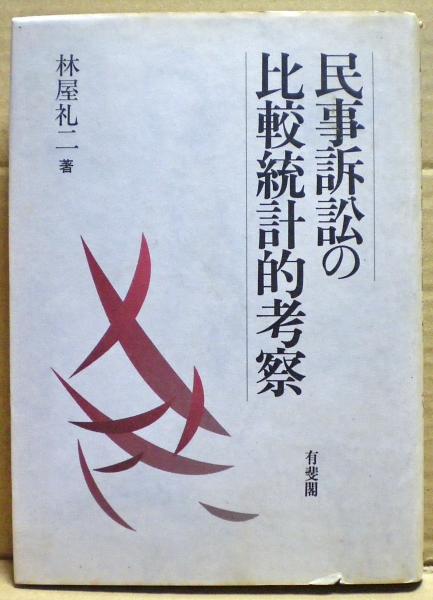 民事訴訟の
比較統計的考察
林屋礼二 著
有斐閣